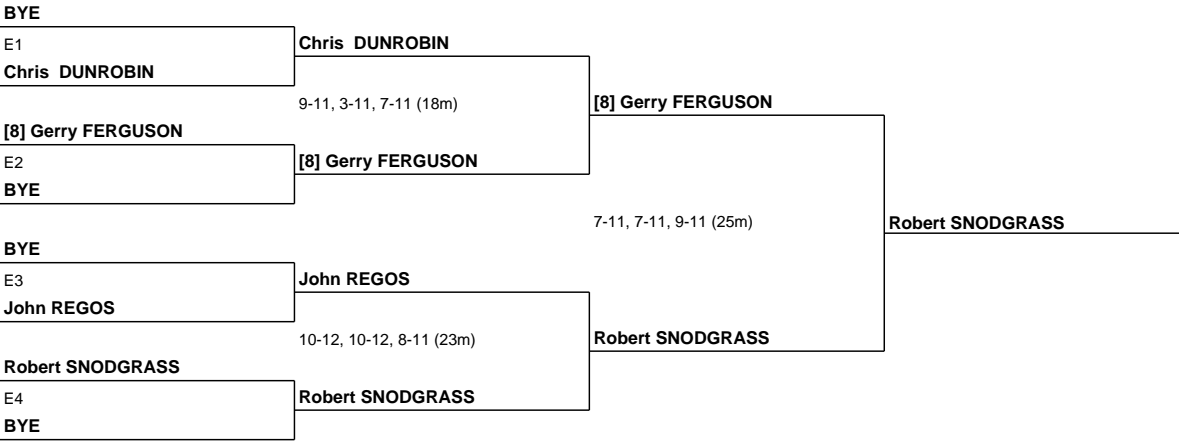 BYE
E1
Chris DUNROBIN
Chris DUNROBIN
9-11, 3-11, 7-11 (18m)
[8] Gerry FERGUSON
[8] Gerry FERGUSON
E2
[8] Gerry FERGUSON
BYE
7-11, 7-11, 9-11 (25m)
Robert SNODGRASS
BYE
E3
John REGOS
John REGOS
10-12, 10-12, 8-11 (23m)
Robert SNODGRASS
Robert SNODGRASS
E4
Robert SNODGRASS
BYE